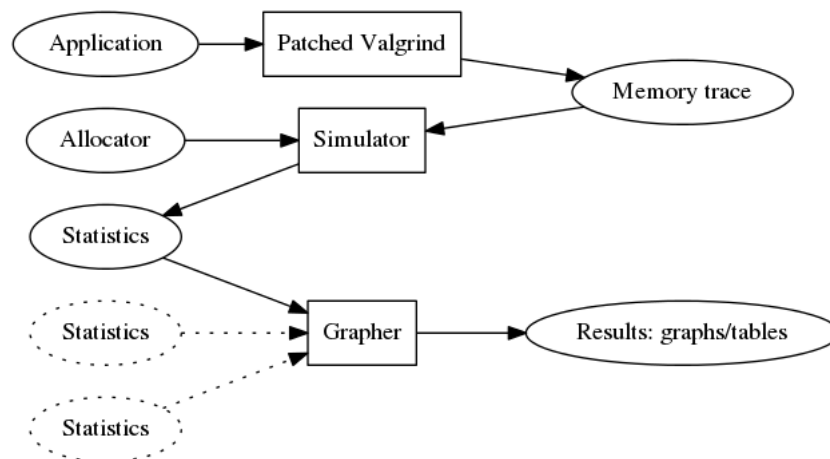 Application
Patched Valgrind
Memory trace
Allocator
Simulator
Statistics
Statistics
Grapher
Results: graphs/tables
Statistics